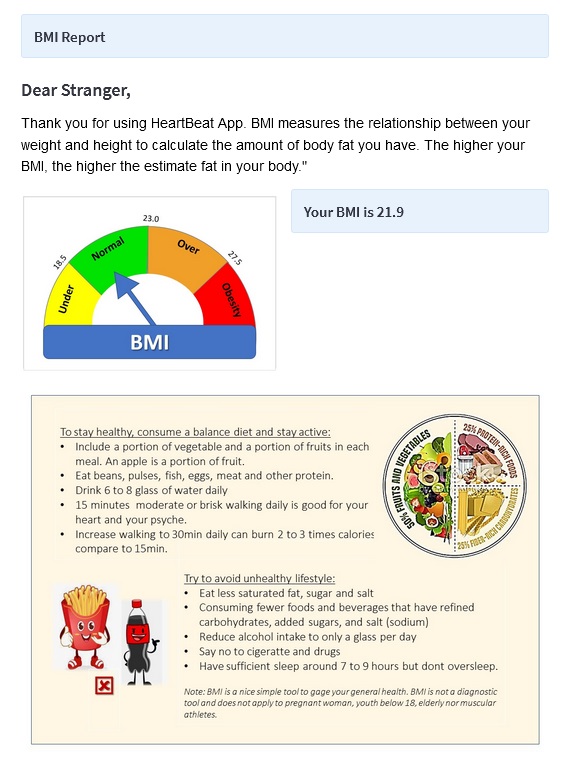 BMI Report
Dear Stranger,
Thank you for using HeartBeat App. BMI measures the relationship between your
weight and height to calculate the amount of body fat you have. The higher your
BMI, the higher the estimate fat in your body."
Your BMI is 21.9
18.5
23.0
27.5
Under
Normal
Over
Obesity
BMI
To stay healthy, consume a balance diet and stay active:
• Include a portion of vegetable and a portion of fruits in each
meal. An apple is a portion of fruit.
• Eat beans, pulses, fish, eggs, meat and other protein.
• Drink 6 to 8 glass of water daily
• 15 minutes moderate or brisk walking daily is good for your
heart and your psyche.
• Increase walking to 30min daily can burn 2 to 3 times calories
compare to 15min.
50% FRUITS AND VEGETABLES
25% PROTEIN-RICH FOODS
25% FIBER-RICH CARBOHYDRATES
Try to avoid unhealthy lifestyle:
• Eat less saturated fat, sugar and salt
• Consuming fewer foods and beverages that have refined
carbohydrates, added sugars, and salt (sodium)
• Reduce alcohol intake to only a glass per day
• Say no to cigeratte and drugs
• Have sufficient sleep around 7 to 9 hours but dont oversleep.
Note: BMI is a nice simple tool to gage your general health. BMI is not a diagnostic
tool and does not apply to pregnant woman, youth below 18, elderly nor muscular
athletes.